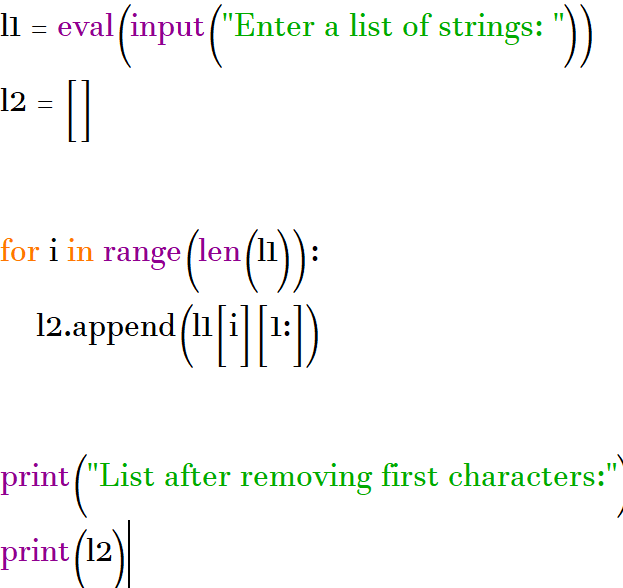 l1 = eval(input("Enter a list of strings: "))
l2 = []
for i in range(len(l1)):
l2.append(l1[i][1:])
print("List after removing first characters:")
print(l2)